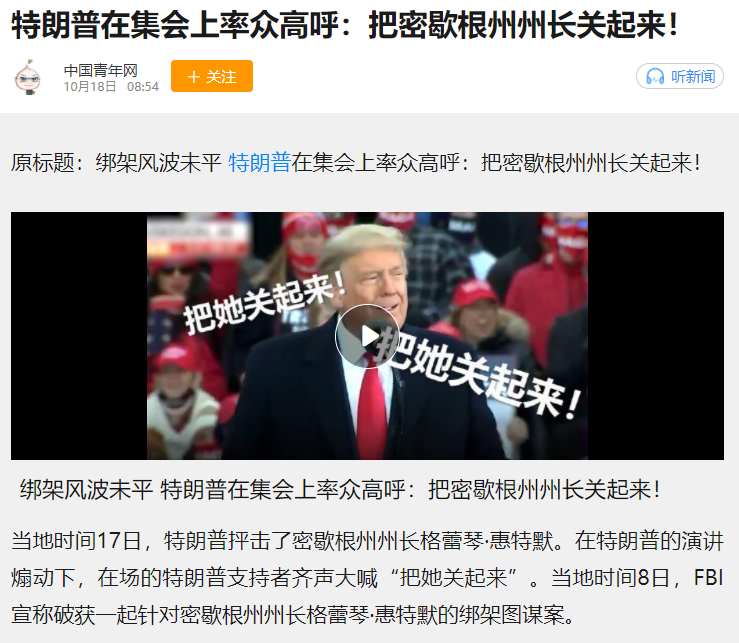 特朗普在集会上率众高呼：把密歇根州州长关起来！
中国青年网
10月18日 08:54
＋ 关注
听新闻
原标题：绑架风波未平 特朗普在集会上率众高呼：把密歇根州州长关起来！
把她关起来！
把她关起来！
绑架风波未平 特朗普在集会上率众高呼：把密歇根州州长关起来！
当地时间17日，特朗普抨击了密歇根州州长格蕾琴·惠特默。在特朗普的演讲
煽动下，在场的特朗普支持者齐声大喊“把她关起来”。当地时间8日，FBI
宣称破获一起针对密歇根州州长格蕾琴·惠特默的绑架图谋案。